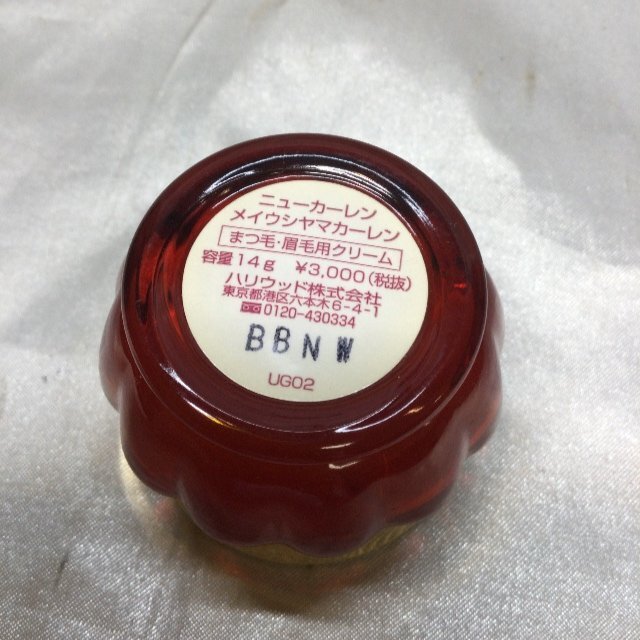 ニューカーレン
メイウシヤマカーレン
まつ毛・眉毛用クリーム
容量14g ¥3,000(税抜)
ハリウッド株式会社
東京都港区六本木6-4-1
0120-430334
BBNW
UG02